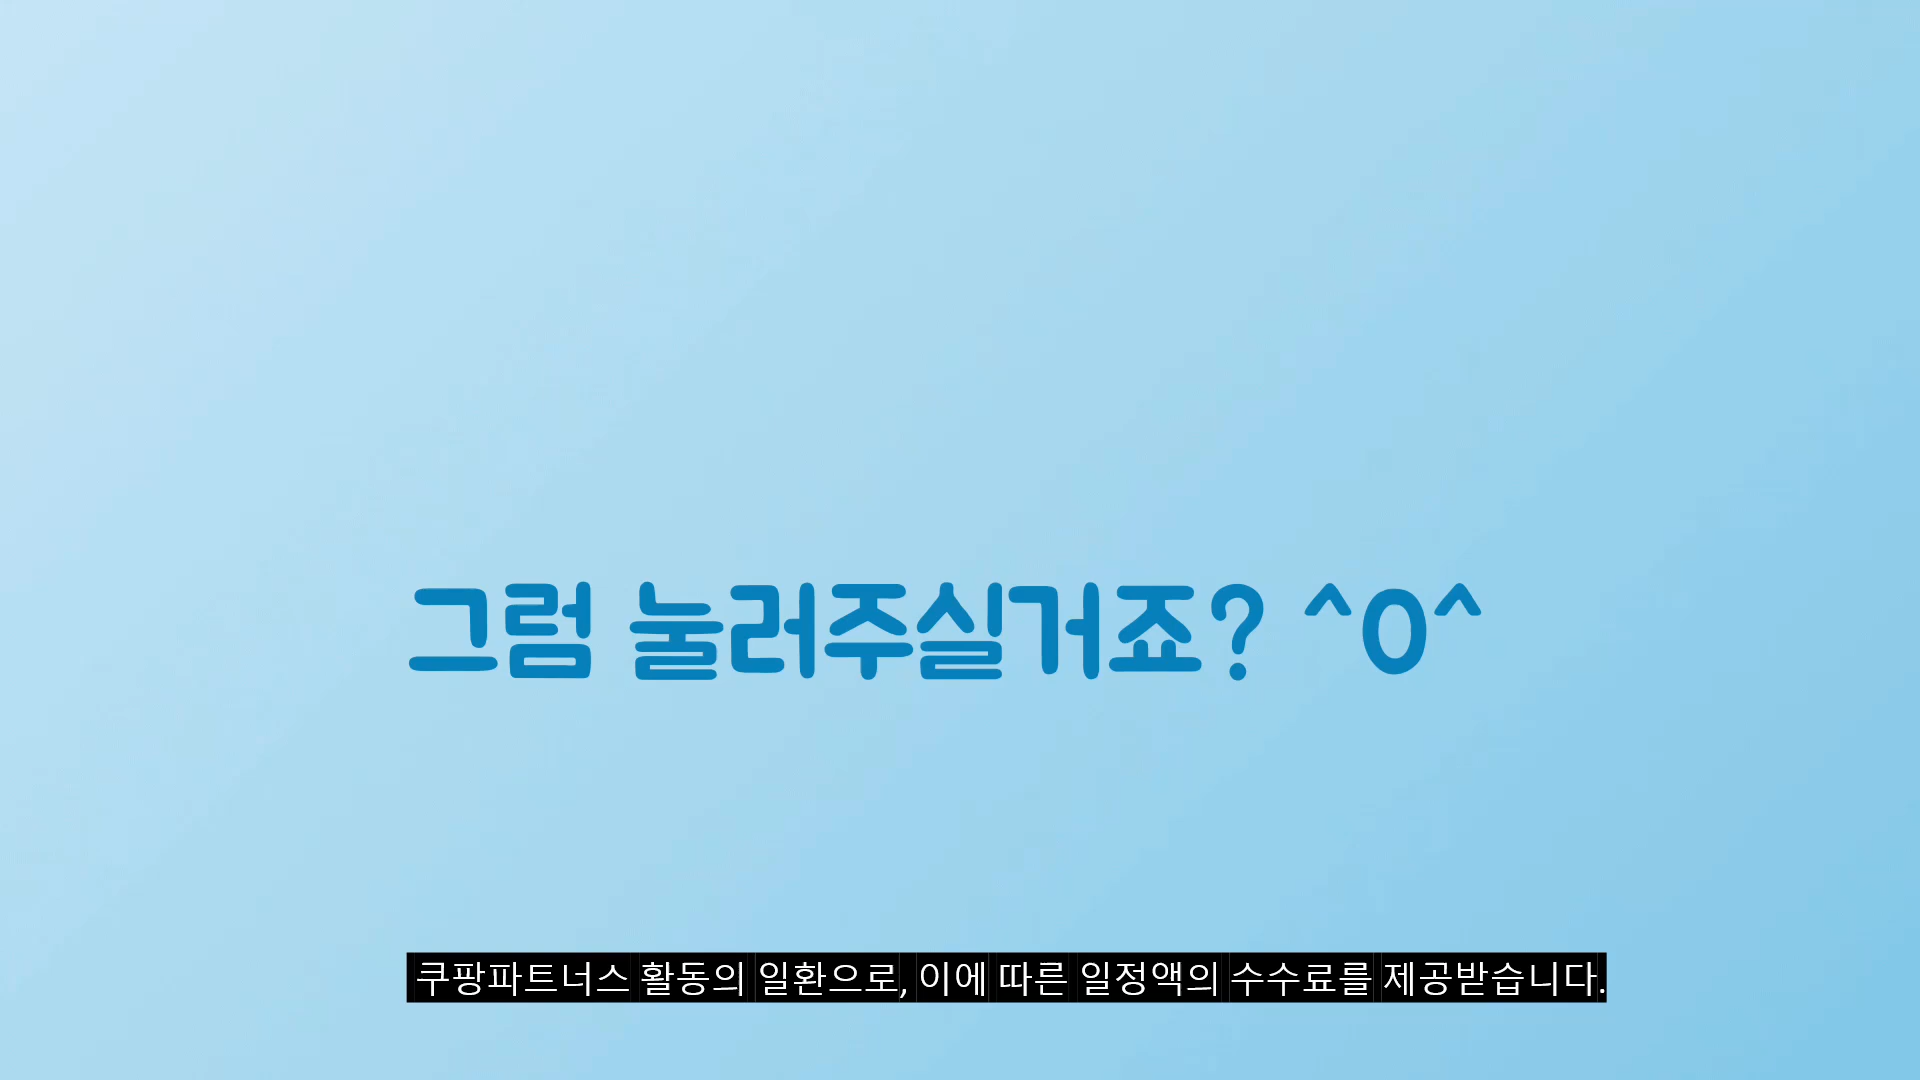 그럼 눌러주실거죠? ^0^
쿠팡파트너스 활동의 일환으로, 이에 따른 일정액의 수수료를 제공받습니다.